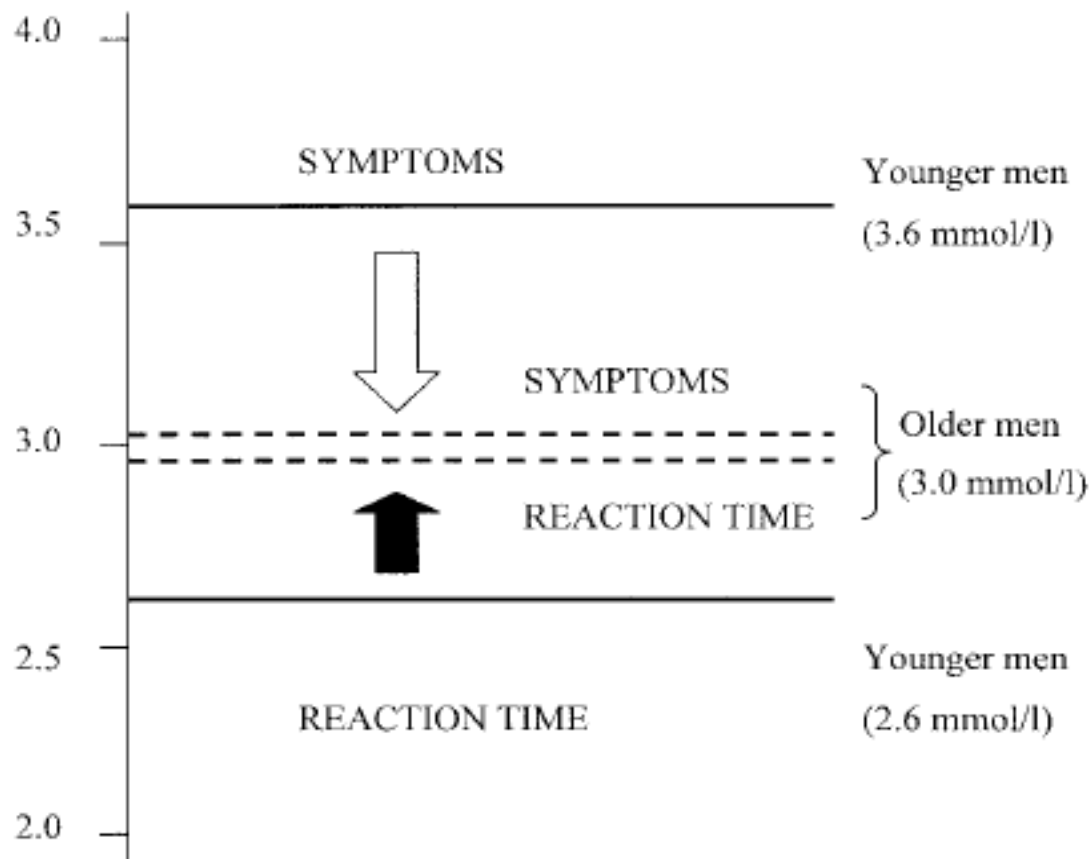 4.0
SYMPTOMS
Younger men
(3.6 mmol/l)
3.5
SYMPTOMS
Older men
(3.0 mmol/l)
3.0
REACTION TIME
2.5
Younger men
(2.6 mmol/l)
REACTION TIME
2.0